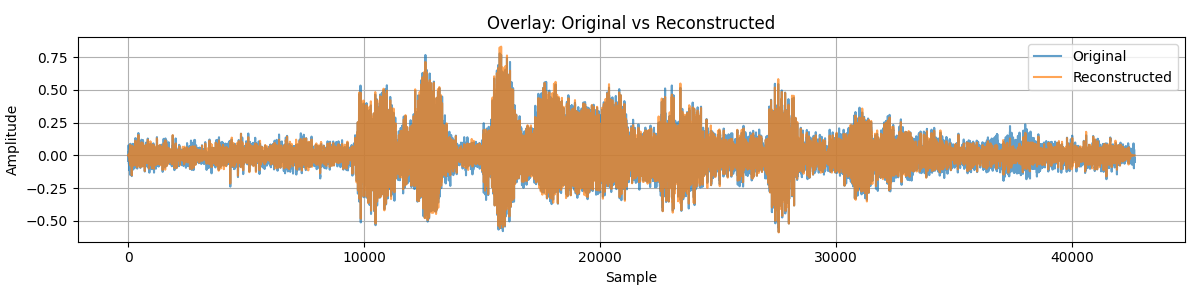 Overlay: Original vs Reconstructed
Original
Reconstructed
Amplitude
0.75
0.50
0.25
0.00
−0.25
−0.50
0 10000 20000 30000 40000
Sample